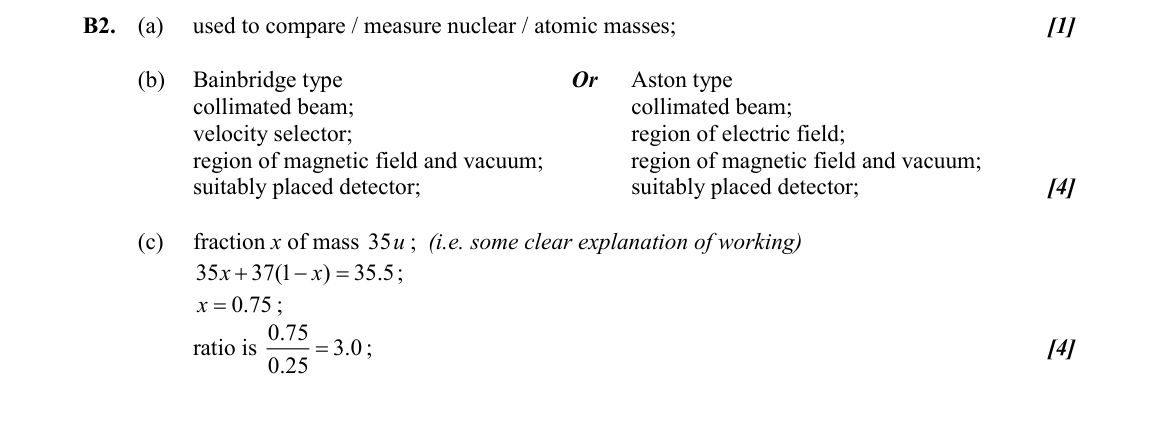 B2. (a) used to compare / measure nuclear / atomic masses; [1]
(b) Bainbridge type Or Aston type
collimated beam; collimated beam;
velocity selector; region of electric field;
region of magnetic field and vacuum; region of magnetic field and vacuum;
suitably placed detector; suitably placed detector; [4]
(c) fraction x of mass 35u ; (i.e. some clear explanation of working)
35x + 37(1 − x) = 35.5 ;
x = 0.75 ;
ratio is 0.75/0.25 = 3.0 ; [4]